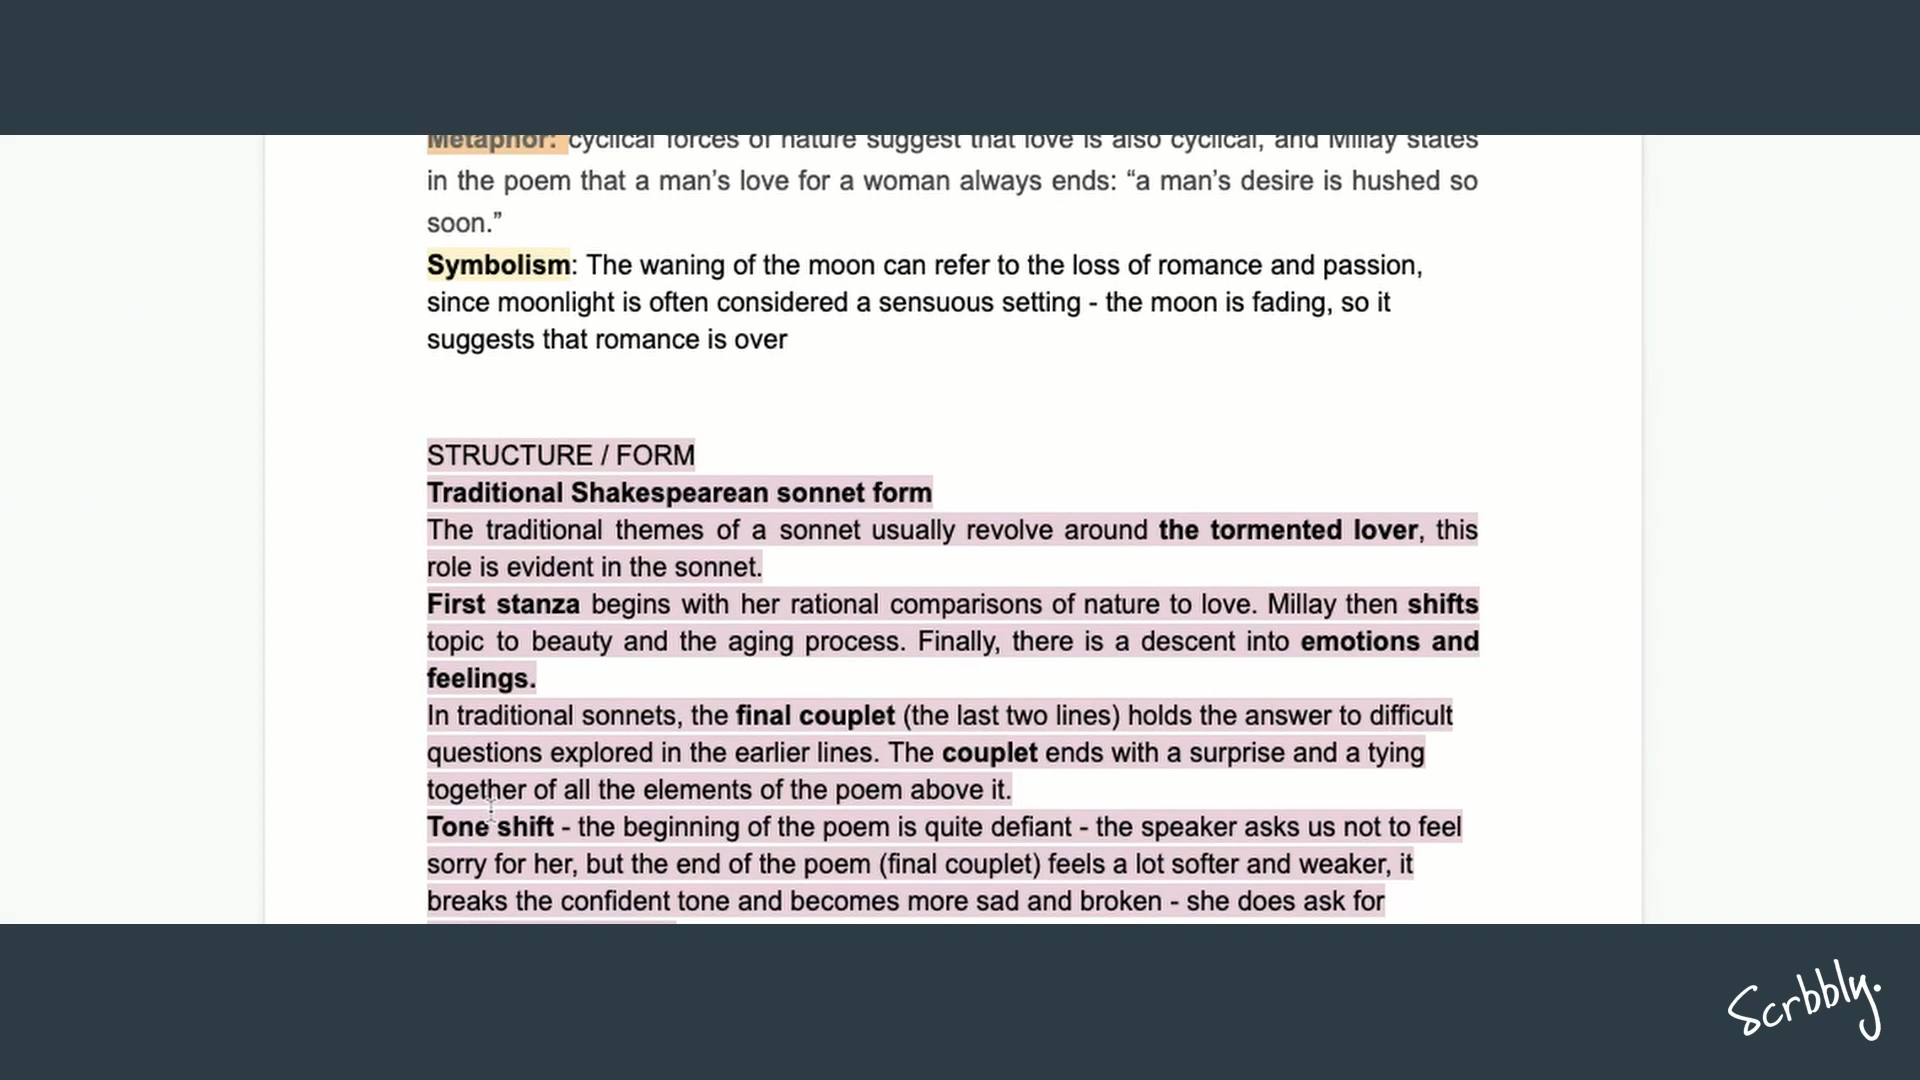 Metaphor: cyclical forces of nature suggest that love is also cyclical, and Millay states
in the poem that a man’s love for a woman always ends: “a man’s desire is hushed so
soon.”
Symbolism: The waning of the moon can refer to the loss of romance and passion,
since moonlight is often considered a sensuous setting - the moon is fading, so it
suggests that romance is over
STRUCTURE / FORM
Traditional Shakespearean sonnet form
The traditional themes of a sonnet usually revolve around the tormented lover, this
role is evident in the sonnet.
First stanza begins with her rational comparisons of nature to love. Millay then shifts
topic to beauty and the aging process. Finally, there is a descent into emotions and
feelings.
In traditional sonnets, the final couplet (the last two lines) holds the answer to difficult
questions explored in the earlier lines. The couplet ends with a surprise and a tying
together of all the elements of the poem above it.
Tone shift - the beginning of the poem is quite defiant - the speaker asks us not to feel
sorry for her, but the end of the poem (final couplet) feels a lot softer and weaker, it
breaks the confident tone and becomes more sad and broken - she does ask for
Scrbbly.